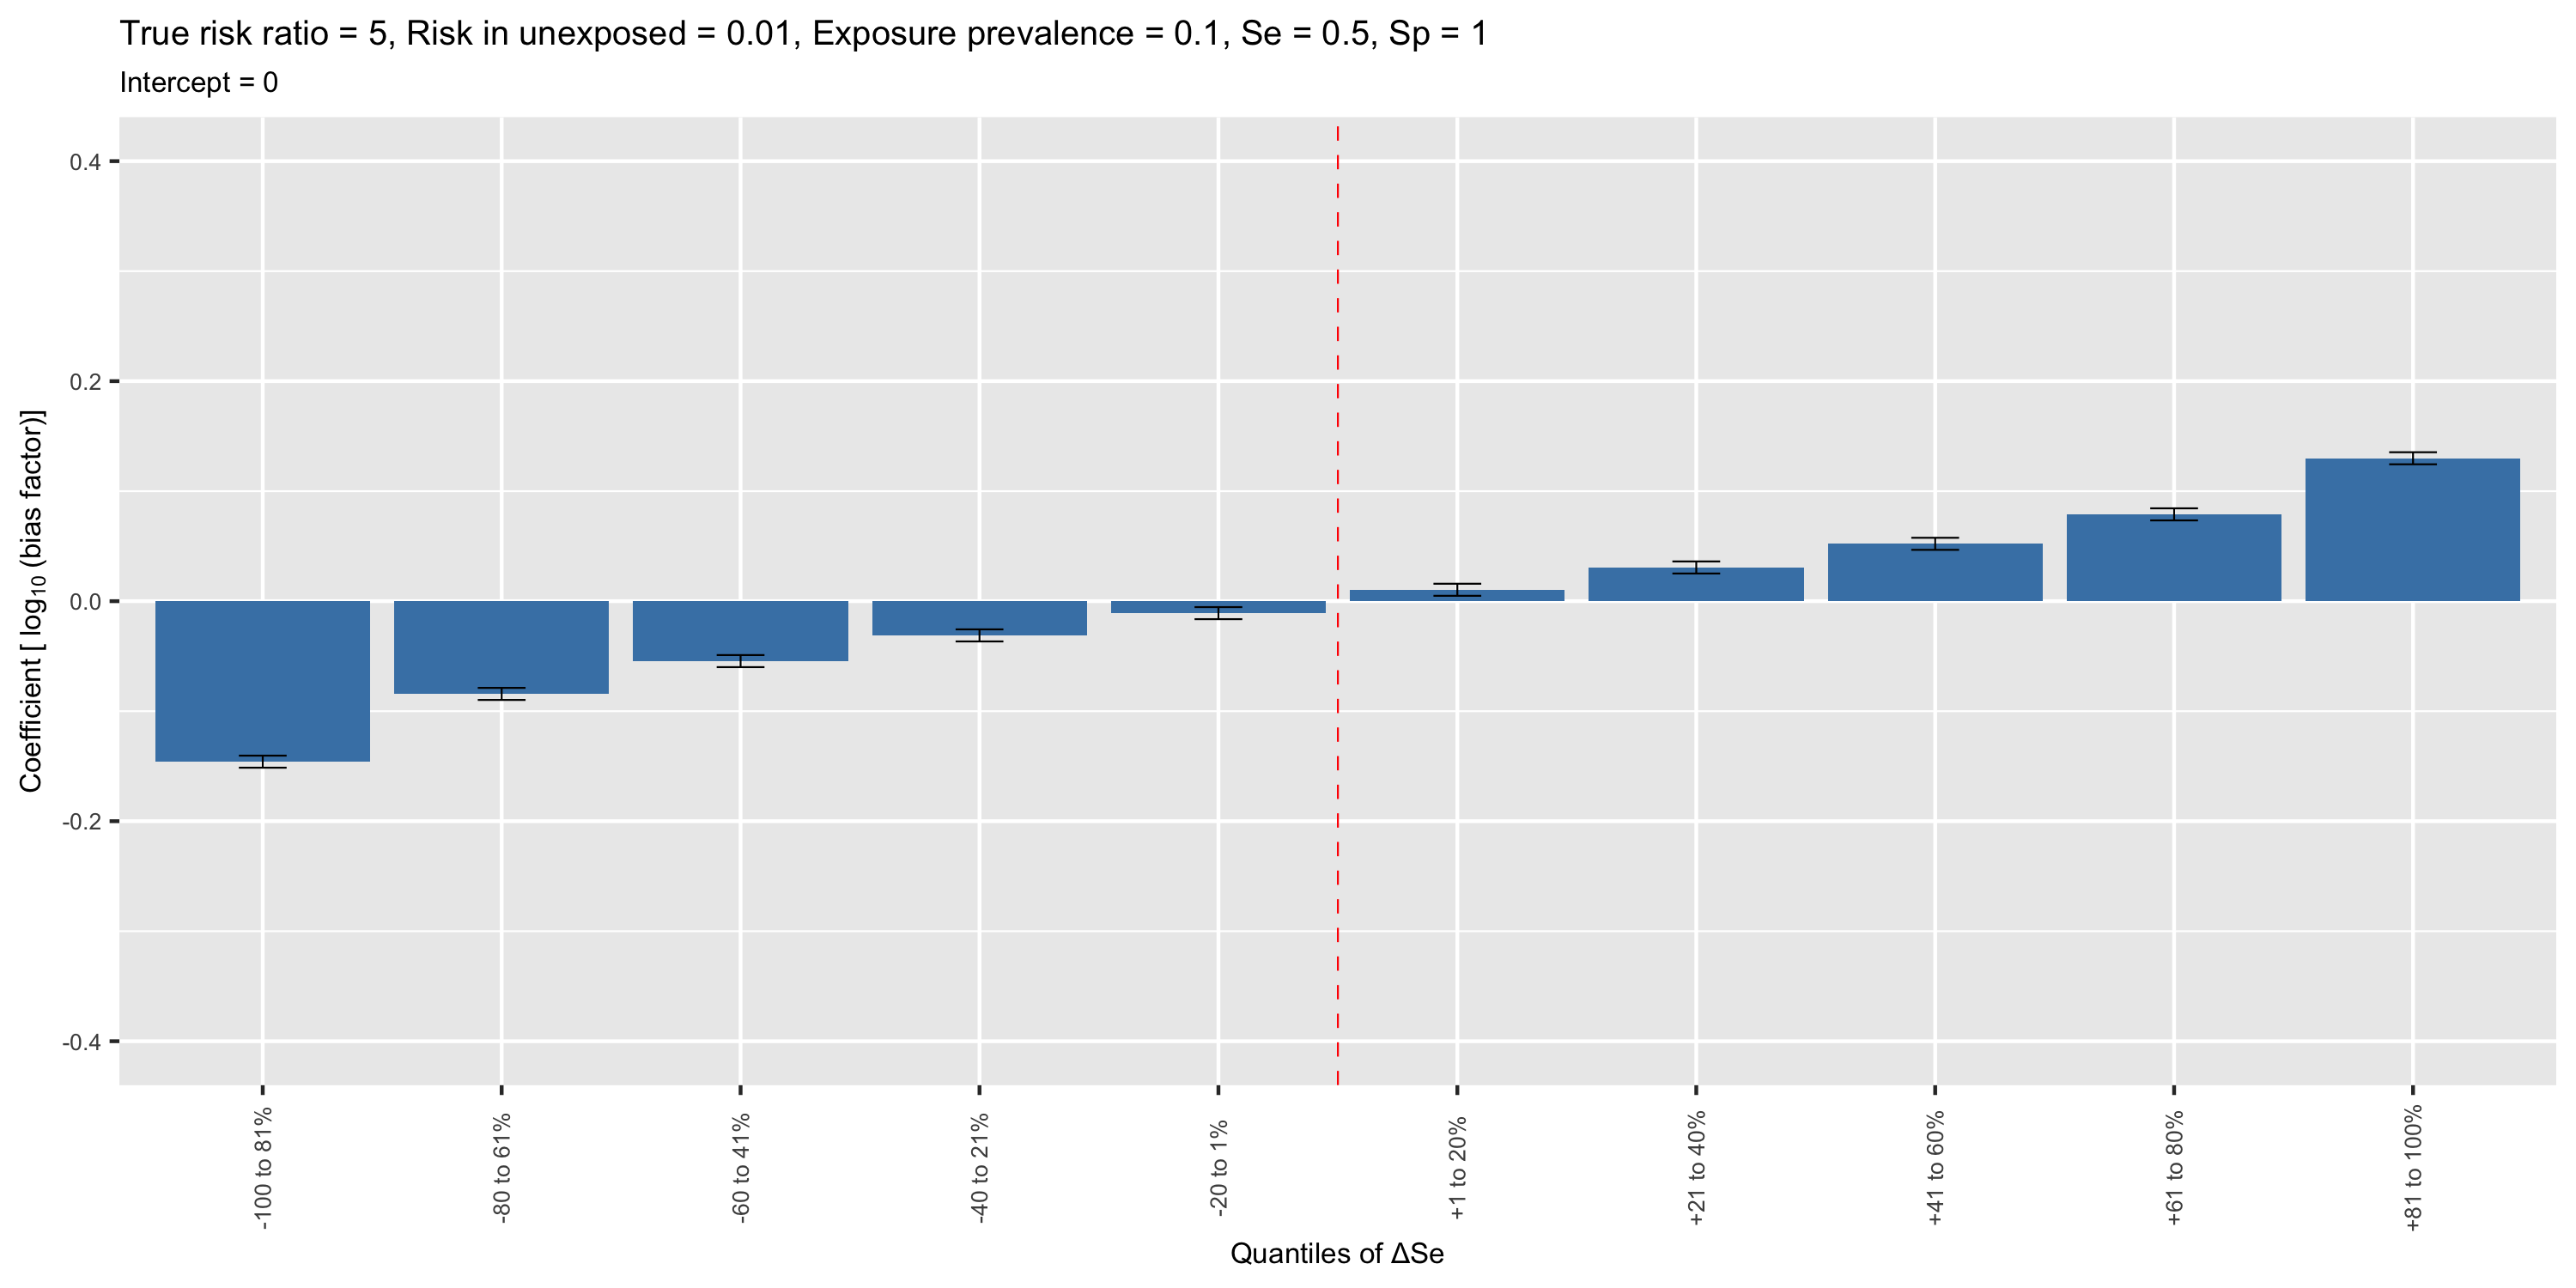 True risk ratio = 5, Risk in unexposed = 0.01, Exposure prevalence = 0.1, Se = 0.5, Sp = 1
Intercept = 0
Coefficient [ log10 (bias factor)]
0.4
0.2
0.0
-0.2
-0.4
-100 to 81%
-80 to 61%
-60 to 41%
-40 to 21%
-20 to 1%
+1 to 20%
+21 to 40%
+41 to 60%
+61 to 80%
+81 to 100%
Quantiles of ΔSe